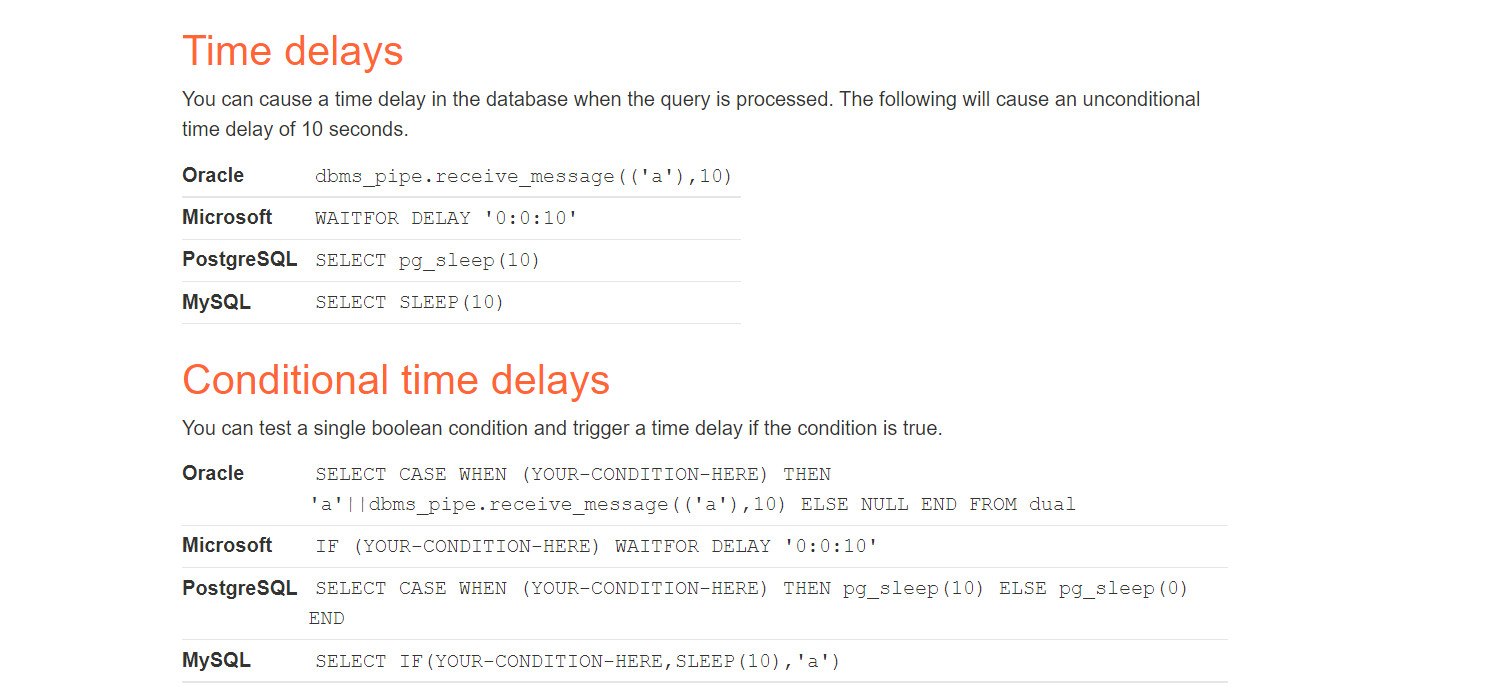 Time delays
You can cause a time delay in the database when the query is processed. The following will cause an unconditional
time delay of 10 seconds.
Oracle dbms_pipe.receive_message(('a'),10)
Microsoft WAITFOR DELAY '0:0:10'
PostgreSQL SELECT pg_sleep(10)
MySQL SELECT SLEEP(10)
Conditional time delays
You can test a single boolean condition and trigger a time delay if the condition is true.
Oracle SELECT CASE WHEN (YOUR-CONDITION-HERE) THEN
'a'||dbms_pipe.receive_message(('a'),10) ELSE NULL END FROM dual
Microsoft IF (YOUR-CONDITION-HERE) WAITFOR DELAY '0:0:10'
PostgreSQL SELECT CASE WHEN (YOUR-CONDITION-HERE) THEN pg_sleep(10) ELSE pg_sleep(0)
END
MySQL SELECT IF(YOUR-CONDITION-HERE,SLEEP(10),'a')